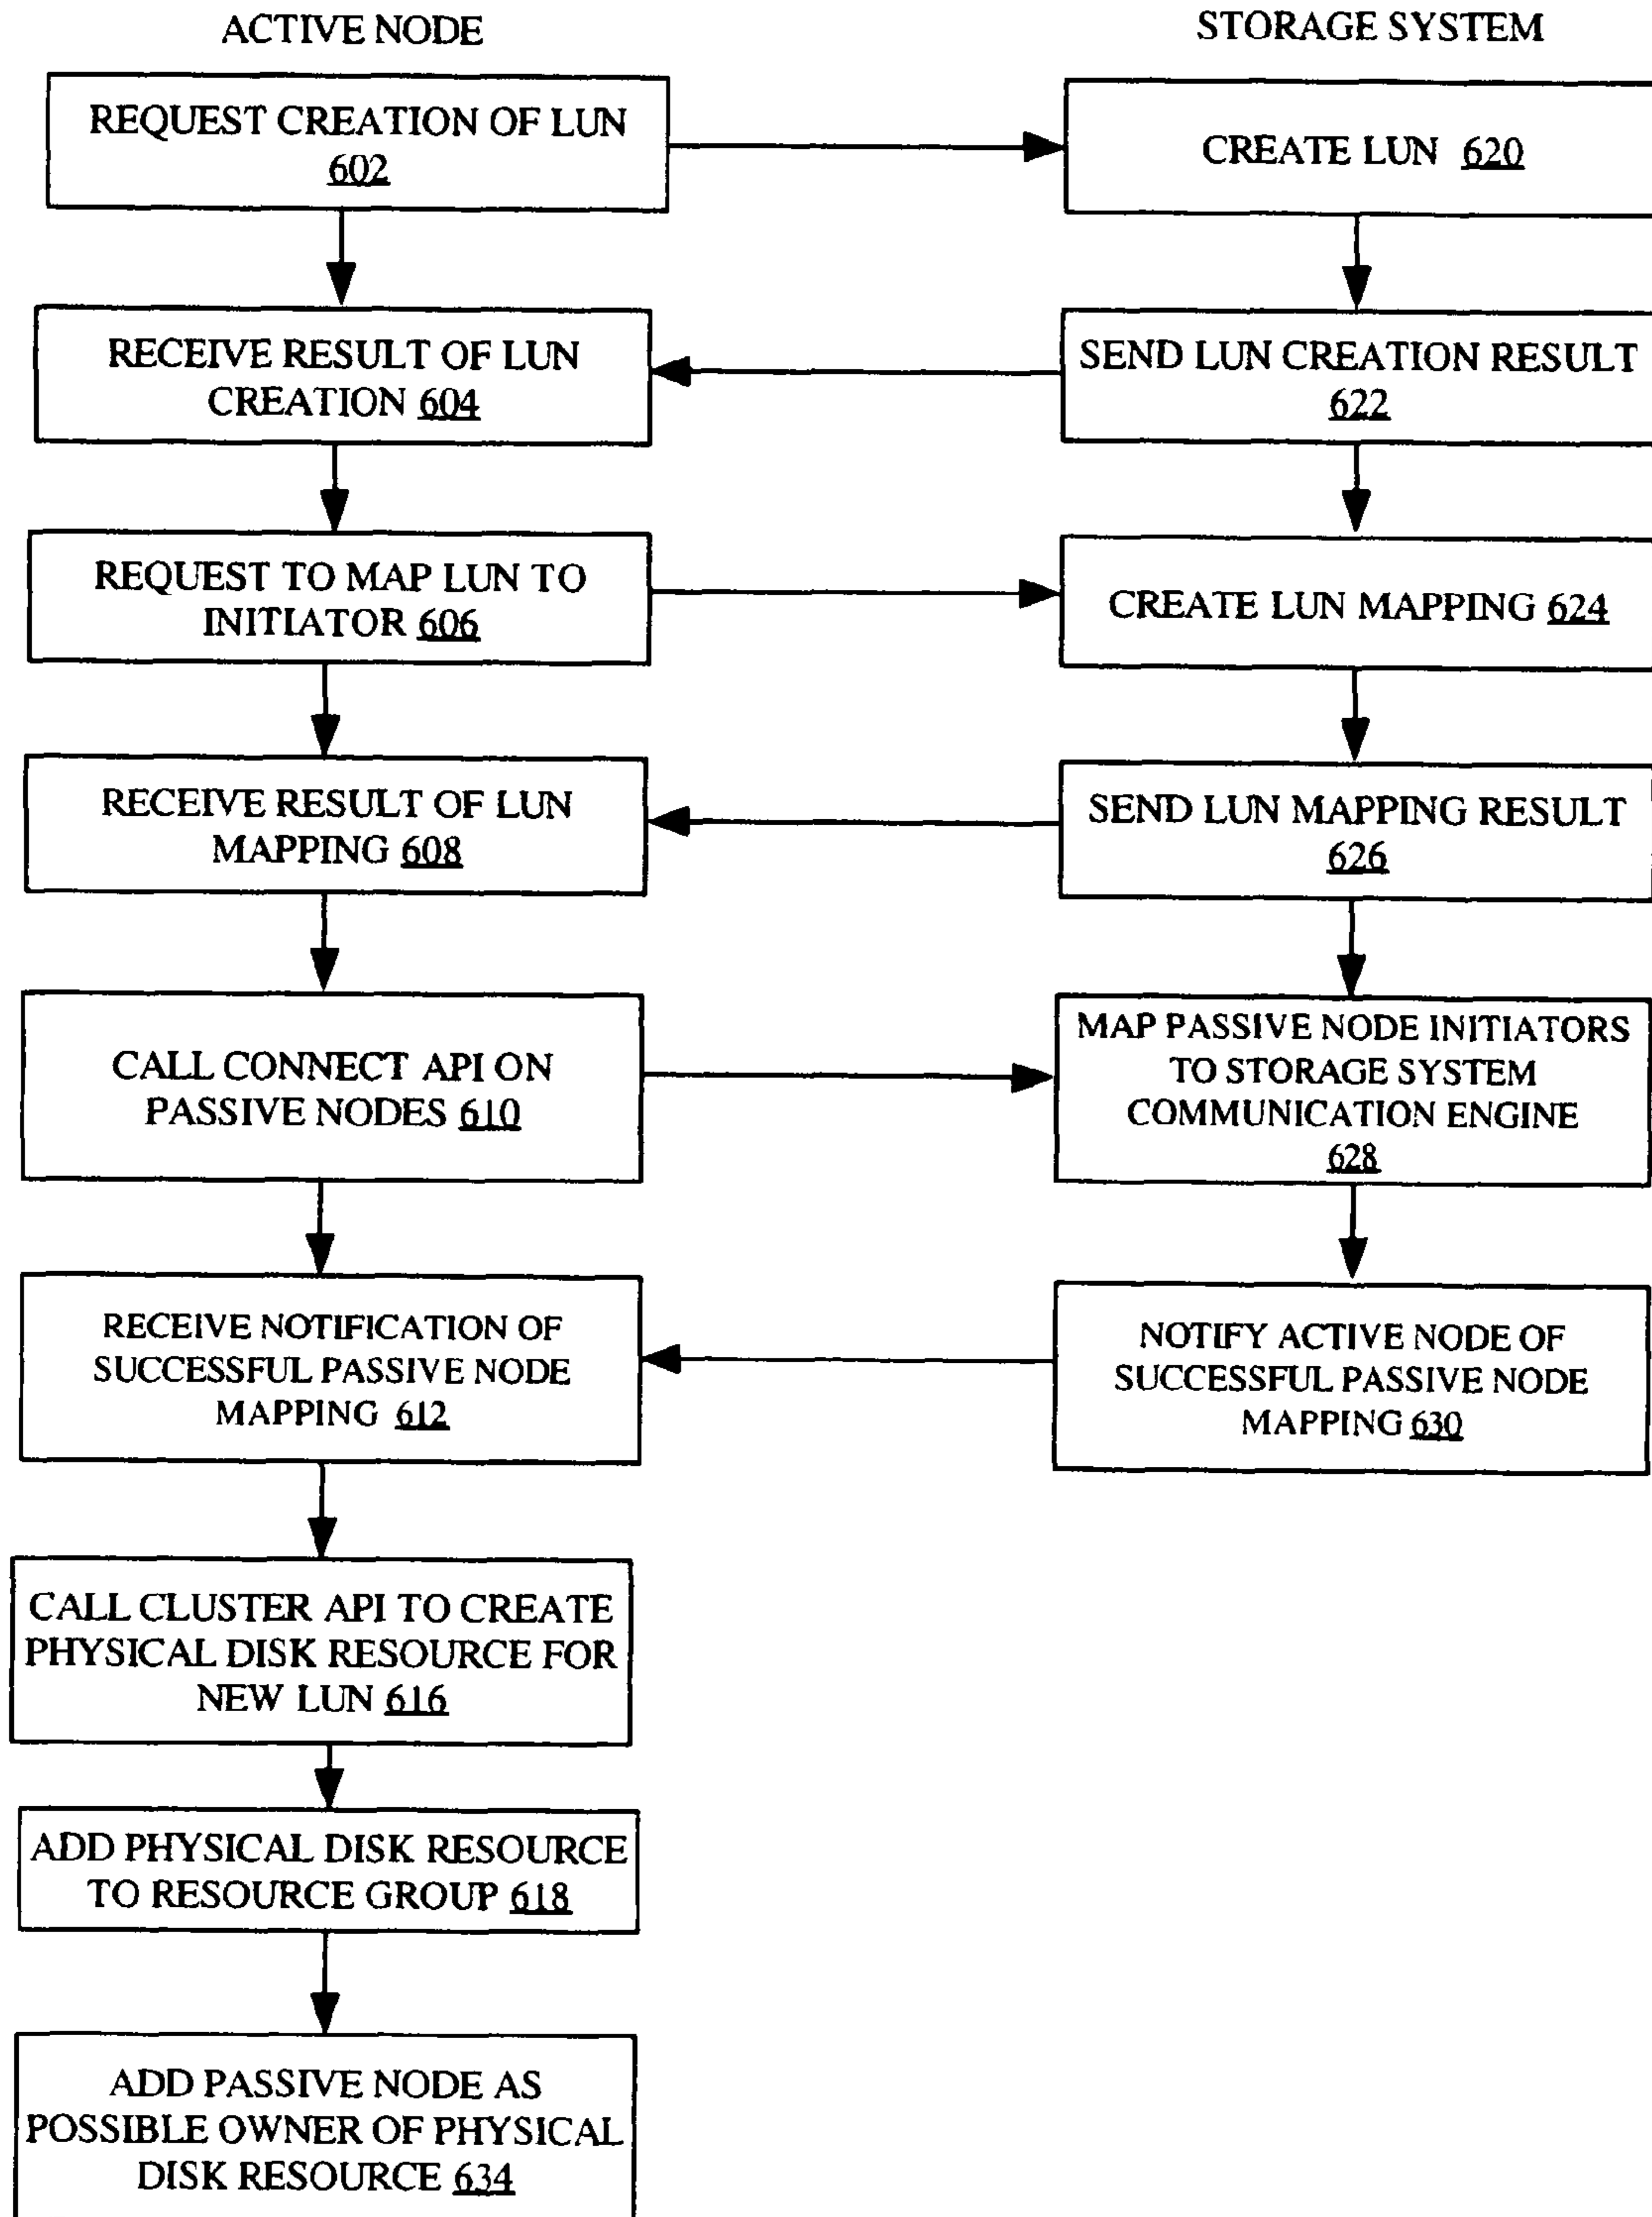 ACTIVE NODE
STORAGE SYSTEM
REQUEST CREATION OF LUN
602
CREATE LUN 620
RECEIVE RESULT OF LUN
CREATION 604
SEND LUN CREATION RESULT
622
REQUEST TO MAP LUN TO
INITIATOR 606
CREATE LUN MAPPING 624
RECEIVE RESULT OF LUN
MAPPING 608
SEND LUN MAPPING RESULT
626
CALL CONNECT API ON
PASSIVE NODES 610
MAP PASSIVE NODE INITIATORS
TO STORAGE SYSTEM
COMMUNICATION ENGINE
628
RECEIVE NOTIFICATION OF
SUCCESSFUL PASSIVE NODE
MAPPING 612
NOTIFY ACTIVE NODE OF
SUCCESSFUL PASSIVE NODE
MAPPING 630
CALL CLUSTER API TO CREATE
PHYSICAL DISK RESOURCE FOR
NEW LUN 616
ADD PHYSICAL DISK RESOURCE
TO RESOURCE GROUP 618
ADD PASSIVE NODE AS
POSSIBLE OWNER OF PHYSICAL
DISK RESOURCE 634